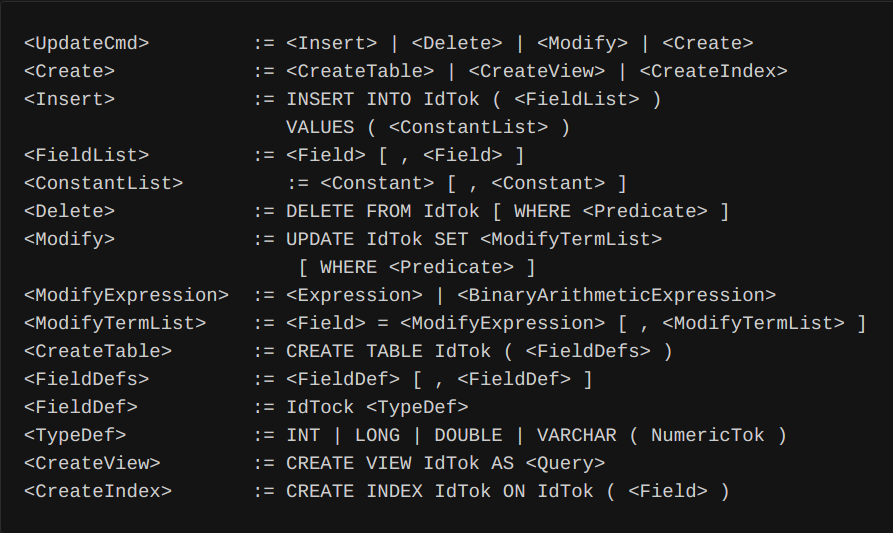 <UpdateCmd> := <Insert> | <Delete> | <Modify> | <Create>
<Create> := <CreateTable> | <CreateView> | <CreateIndex>
<Insert> := INSERT INTO IdTok ( <FieldList> )
VALUES ( <ConstantList> )
<FieldList> := <Field> [ , <Field> ]
<ConstantList> := <Constant> [ , <Constant> ]
<Delete> := DELETE FROM IdTok [ WHERE <Predicate> ]
<Modify> := UPDATE IdTok SET <ModifyTermList>
[ WHERE <Predicate> ]
<ModifyExpression> := <Expression> | <BinaryArithmeticExpression>
<ModifyTermList> := <Field> = <ModifyExpression> [ , <ModifyTermList> ]
<CreateTable> := CREATE TABLE IdTok ( <FieldDefs> )
<FieldDefs> := <FieldDef> [ , <FieldDef> ]
<FieldDef> := IdTock <TypeDef>
<TypeDef> := INT | LONG | DOUBLE | VARCHAR ( NumericTok )
<CreateView> := CREATE VIEW IdTok AS <Query>
<CreateIndex> := CREATE INDEX IdTok ON IdTok ( <Field> )